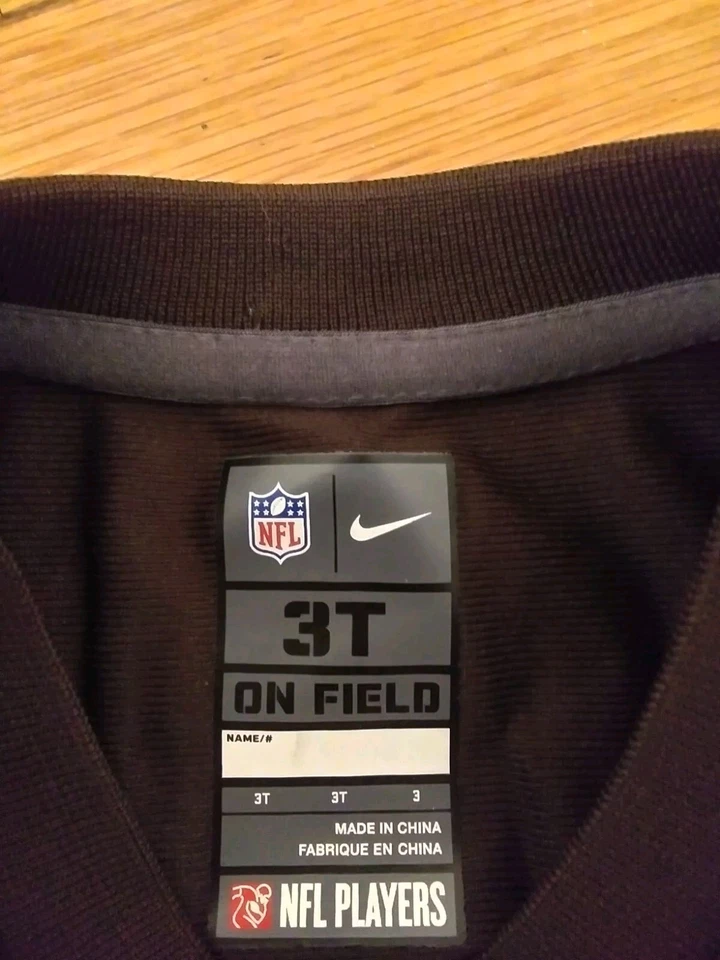 NFL
3T
ON FIELD
NAME/#
3T 3T 3
MADE IN CHINA
FABRIQUE EN CHINA
NFL PLAYERS